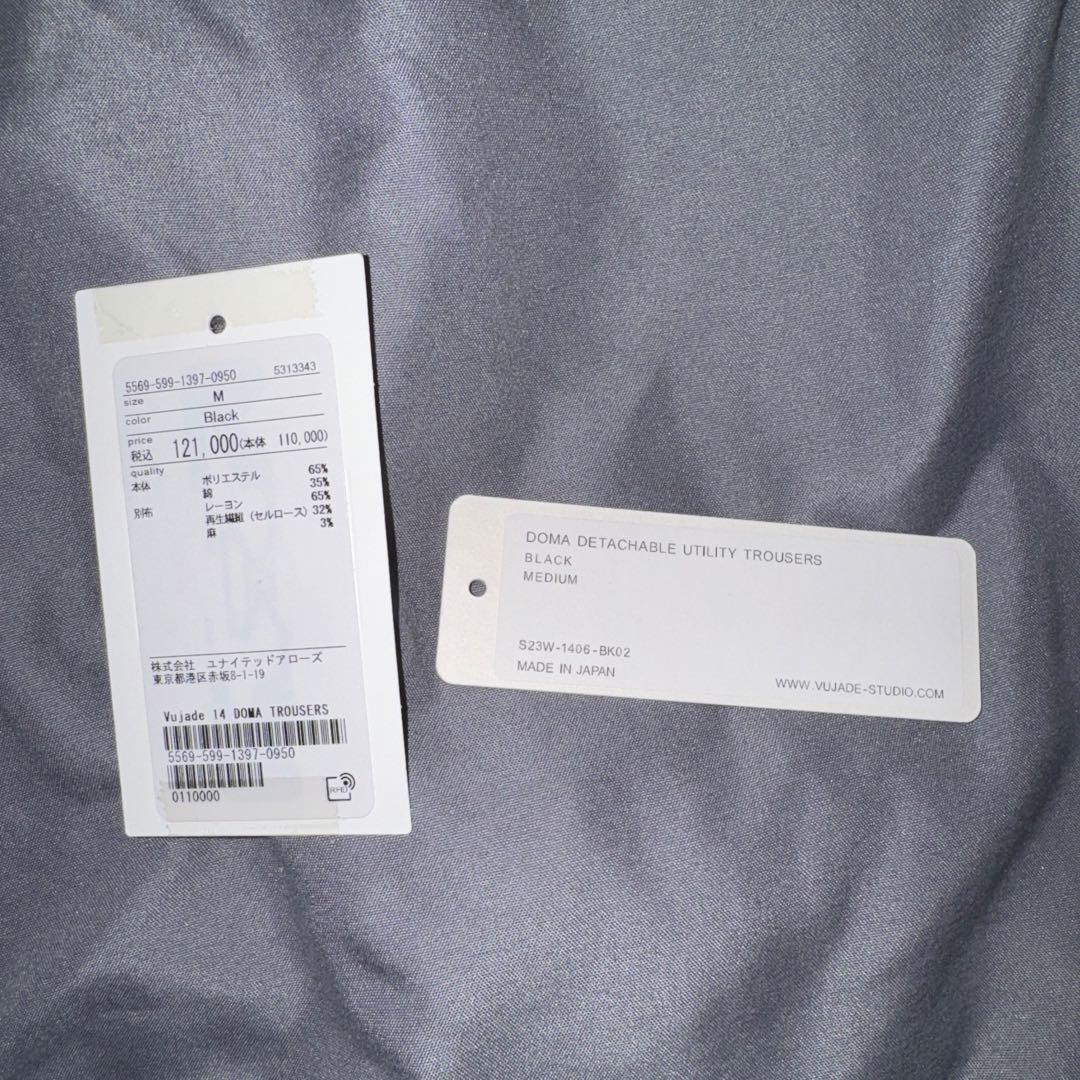 5569-599-1397-0950 5313343
size M
color Black
price
税込 121,000(本体 110,000)
quality
本体 ポリエステル 65%
綿 35%
別布 レーヨン 65%
再生繊維 (セルロース) 32%
麻 3%
株式会社 ユナイテッドアローズ
東京都港区赤坂8-1-19
Vujade 14 DOMA TROUSERS
5569-599-1397-0950
0110000
RFID
DOMA DETACHABLE UTILITY TROUSERS
BLACK
MEDIUM
S23W-1406-BK02
MADE IN JAPAN
WWW.VUJADE-STUDIO.COM